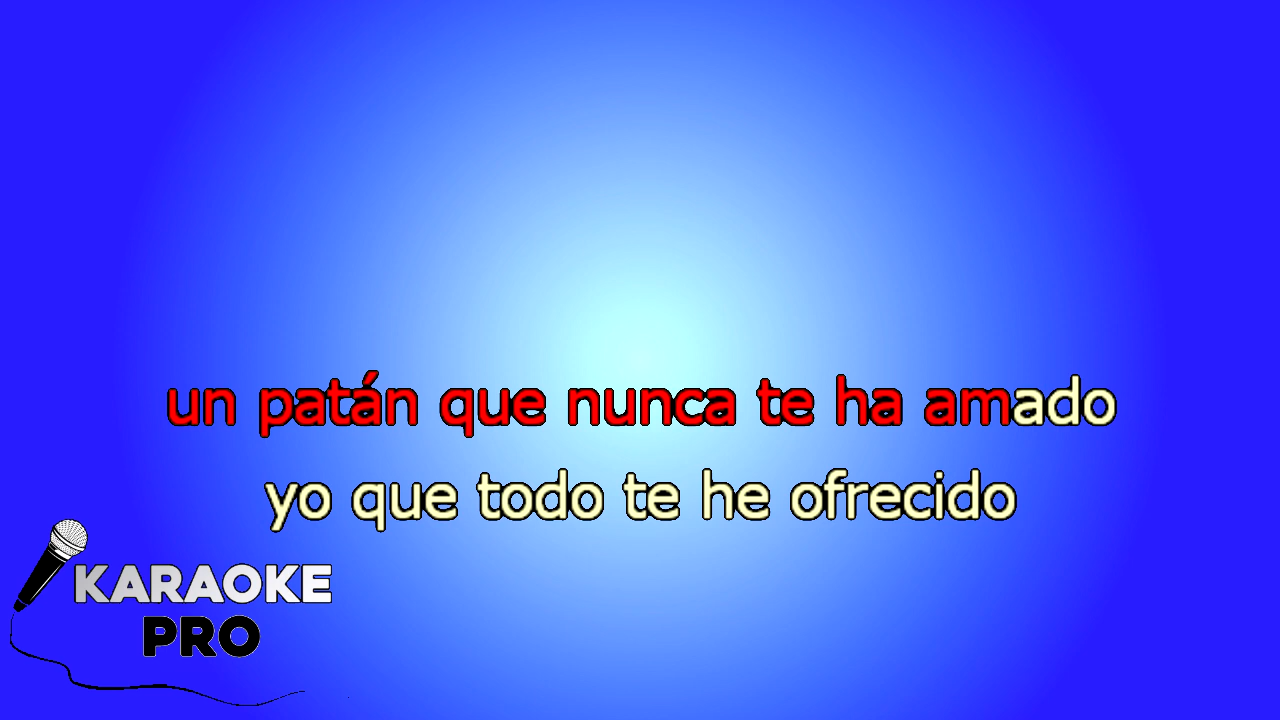 un patán que nunca te ha amado
yo que todo te he ofrecido
KARAOKE
PRO